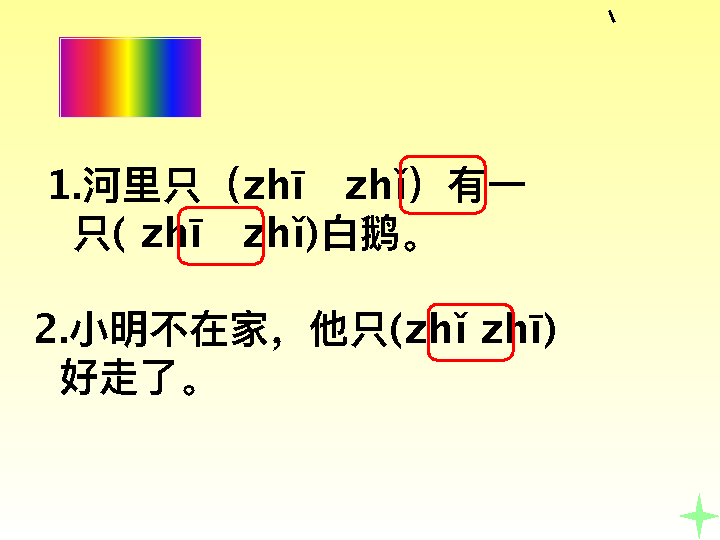 1.河里只（zhī zhǐ）有一
只( zhī zhǐ)白鹅。
2.小明不在家，他只(zhǐ zhī)
好走了。